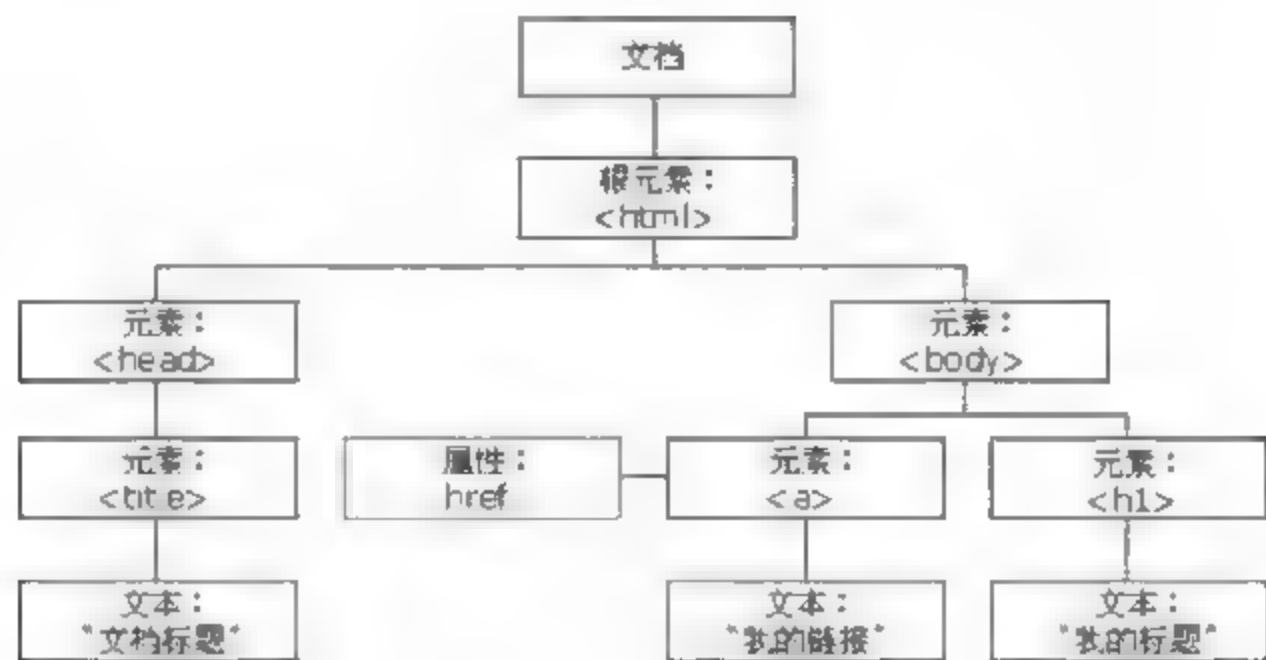 文档
根元素：
<html>
元素：
<head>
元素：
<body>
元素：
<title>
属性：
href
元素：
<a>
元素：
<h1>
文本：
"文档标题"
文本：
"我的链接"
文本：
"我的标题"